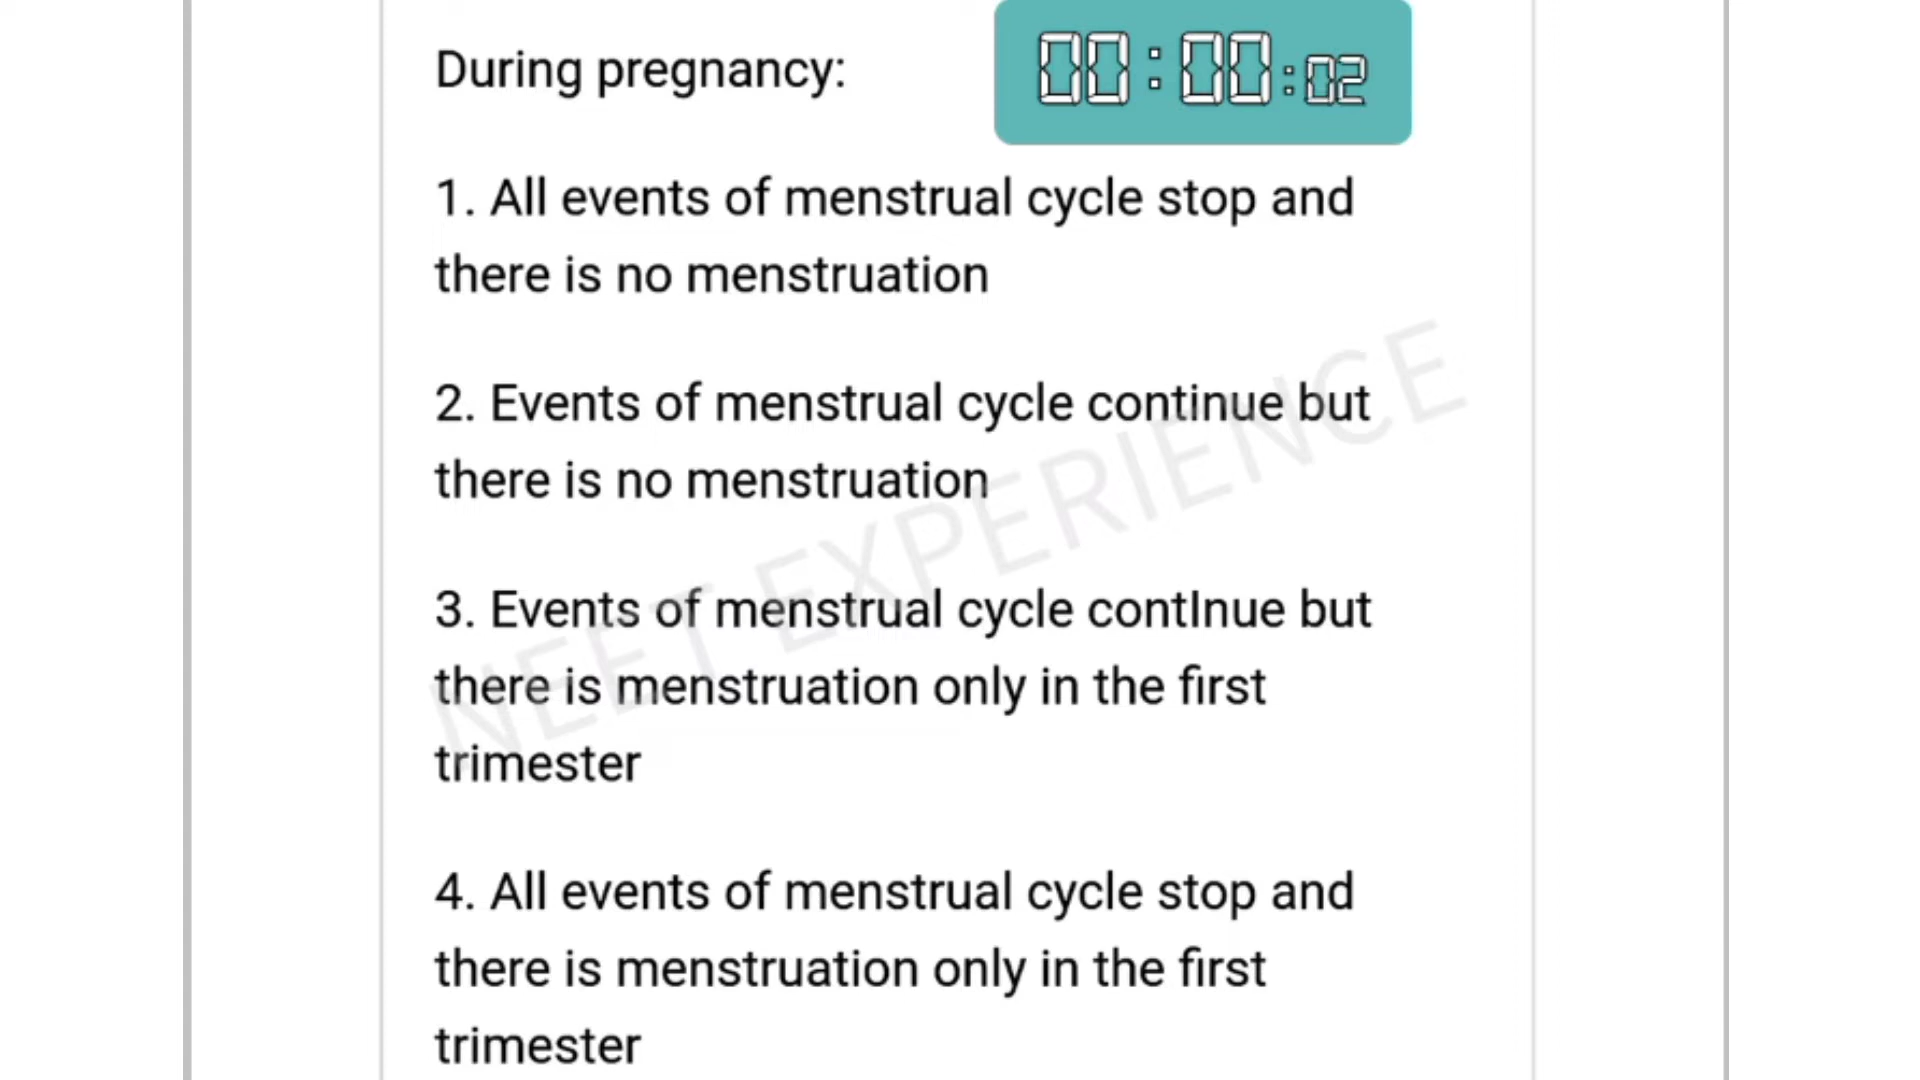 During pregnancy:
00:00:02
1. All events of menstrual cycle stop and
there is no menstruation
2. Events of menstrual cycle continue but
there is no menstruation
3. Events of menstrual cycle contInue but
there is menstruation only in the first
trimester
4. All events of menstrual cycle stop and
there is menstruation only in the first
trimester
NEET EXPERIENCE